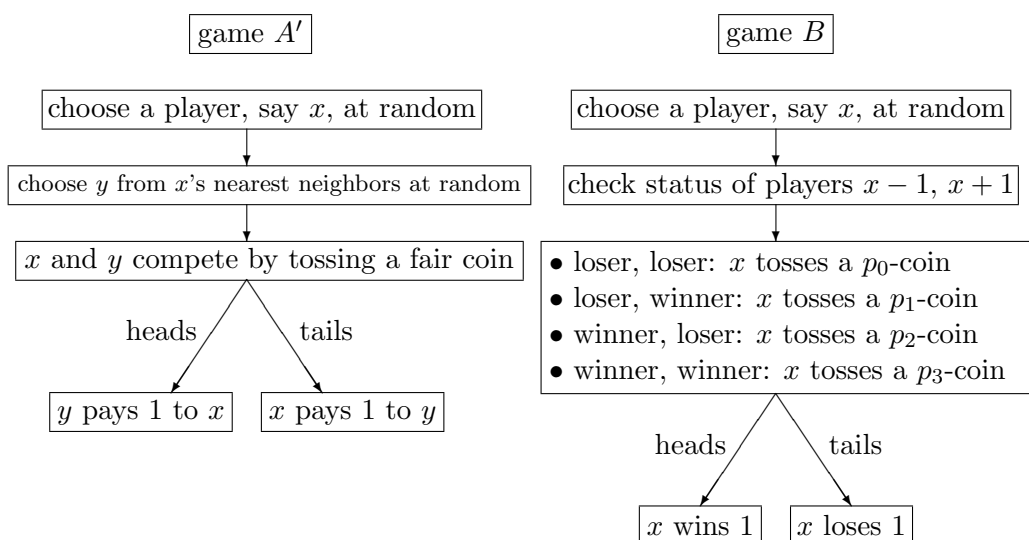 game A′
choose a player, say x, at random
choose y from x's nearest neighbors at random
x and y compete by tossing a fair coin
heads
tails
y pays 1 to x
x pays 1 to y
game B
choose a player, say x, at random
check status of players x − 1, x + 1
• loser, loser: x tosses a p₀-coin
• loser, winner: x tosses a p₁-coin
• winner, loser: x tosses a p₂-coin
• winner, winner: x tosses a p₃-coin
heads
tails
x wins 1
x loses 1